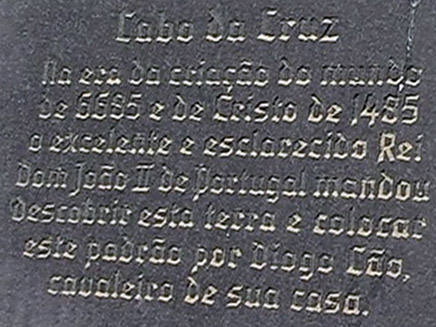 Cabo da Cruz
Na era da criação do mundo
de 6685 e de Cristo de 1485
o excelente e esclarecido Rei
Dom João II de Portugal mandou
descobrir esta terra e colocar
este padrão por Diogo Cão,
cavaleiro de sua casa.